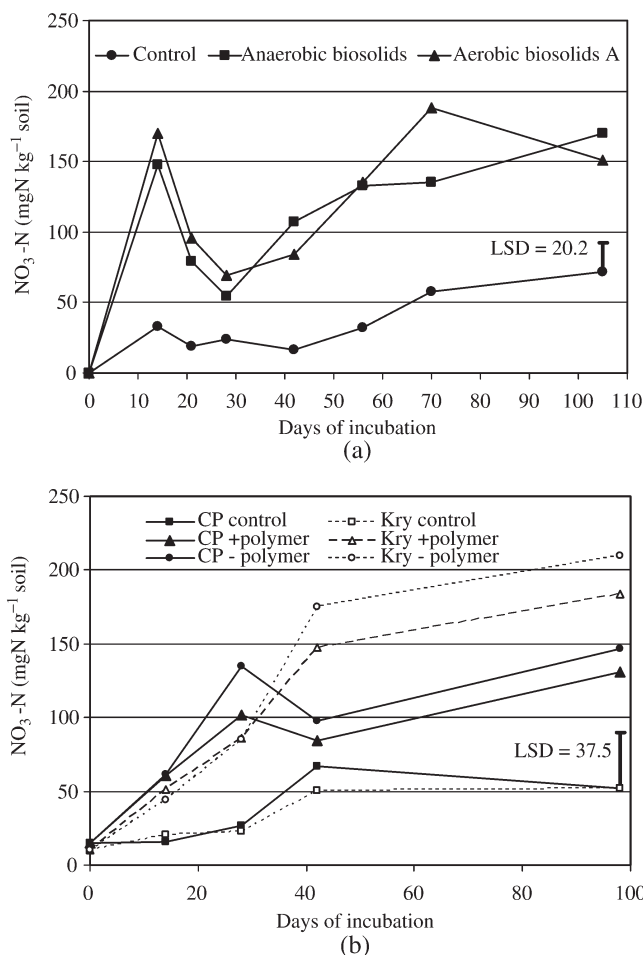 250
Control Anaerobic biosolids Aerobic biosolids A
200
150
100
50
0
NO₃ -N (mgN kg⁻¹ soil)
LSD = 20.2
0 10 20 30 40 50 60 70 80 90 100 110
Days of incubation
(a)
250
CP control Kry control
CP +polymer Kry +polymer
CP - polymer Kry - polymer
200
150
100
50
0
NO₃ -N (mgN kg⁻¹ soil)
LSD = 37.5
0 20 40 60 80 100
Days of incubation
(b)